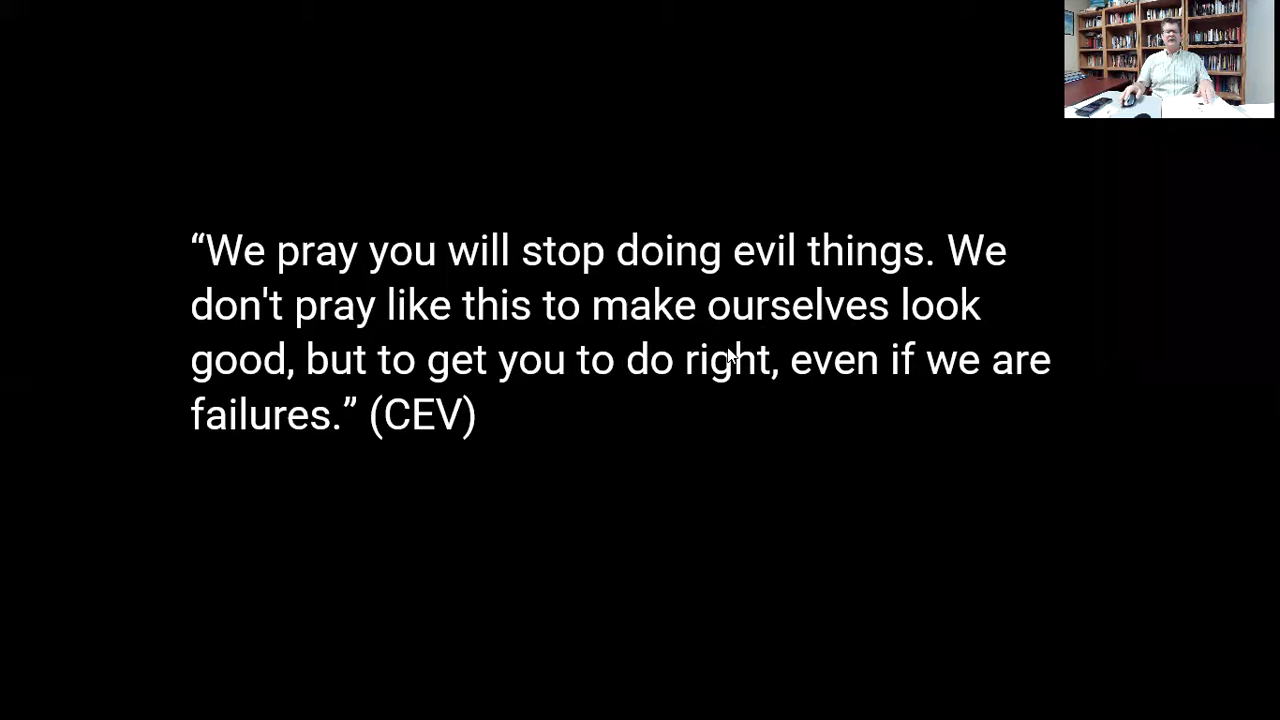 “We pray you will stop doing evil things. We
don't pray like this to make ourselves look
good, but to get you to do right, even if we are
failures.” (CEV)